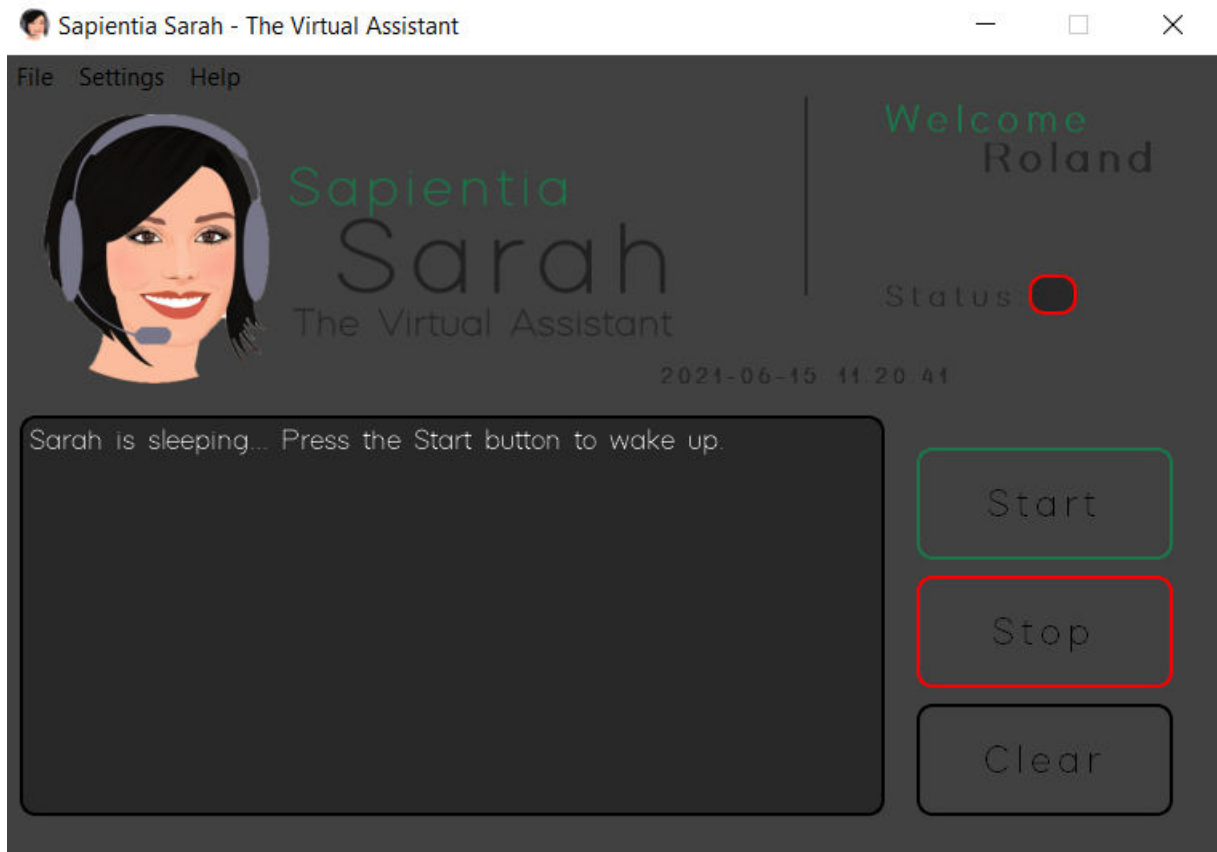 Sapientia Sarah - The Virtual Assistant
File Settings Help
Welcome
Roland
Sapientia
Sarah
The Virtual Assistant
Status:
2021-06-15 11:20:41
Sarah is sleeping... Press the Start button to wake up.
Start
Stop
Clear